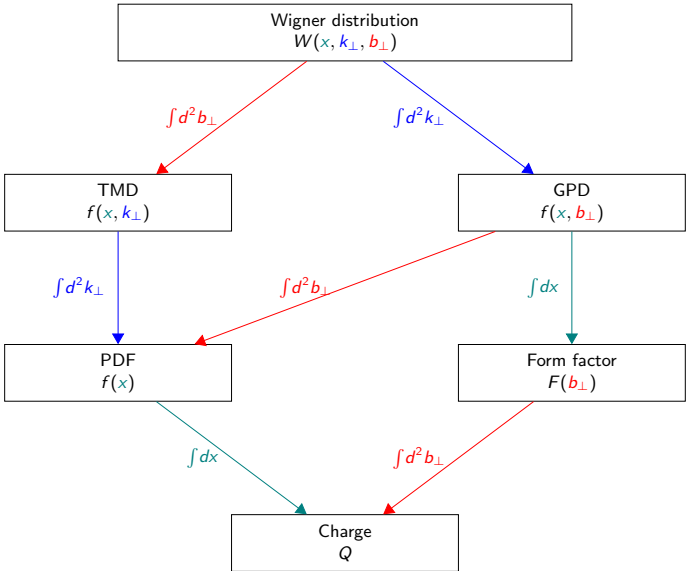 Wigner distribution
W(x, k⊥, b⊥)
∫d²b⊥
∫d²k⊥
TMD
f(x, k⊥)
GPD
f(x, b⊥)
∫d²k⊥
∫d²b⊥
∫dx
PDF
f(x)
Form factor
F(b⊥)
∫dx
∫d²b⊥
Charge
Q